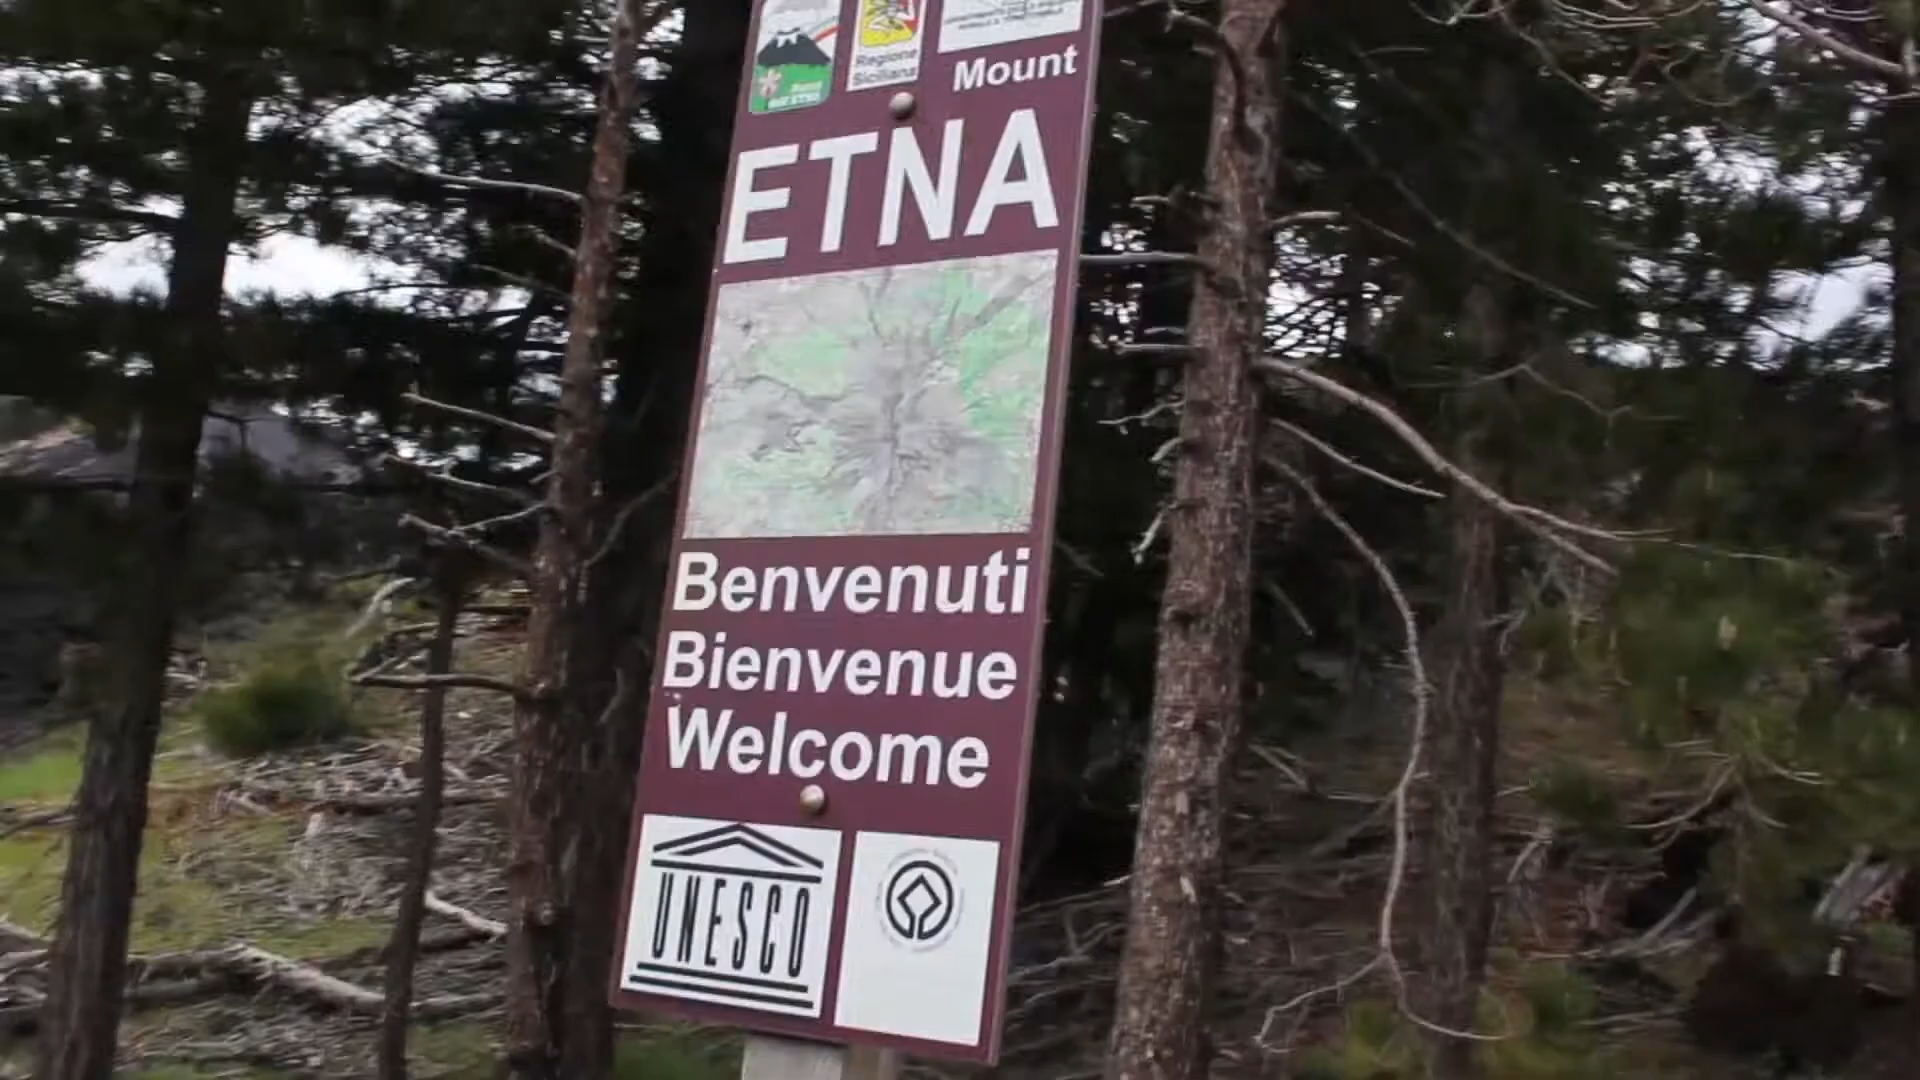 Regione
Siciliana
Mount
ETNA
Benvenuti
Bienvenue
Welcome
UNESCO